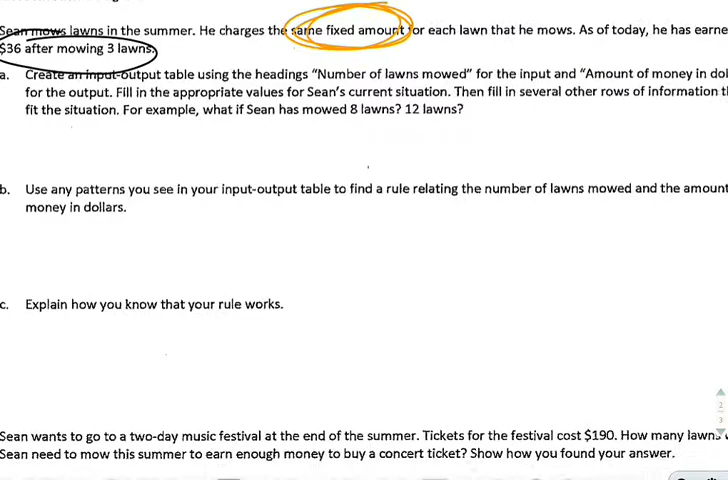 Sean mows lawns in the summer. He charges the same fixed amount for each lawn that he mows. As of today, he has earne
$36 after mowing 3 lawns.
a. Create an input-output table using the headings "Number of lawns mowed" for the input and "Amount of money in dol
for the output. Fill in the appropriate values for Sean's current situation. Then fill in several other rows of information t
fit the situation. For example, what if Sean has mowed 8 lawns? 12 lawns?
b. Use any patterns you see in your input-output table to find a rule relating the number of lawns mowed and the amount
money in dollars.
c. Explain how you know that your rule works.
2
3
Sean wants to go to a two-day music festival at the end of the summer. Tickets for the festival cost $190. How many lawns
Sean need to mow this summer to earn enough money to buy a concert ticket? Show how you found your answer.